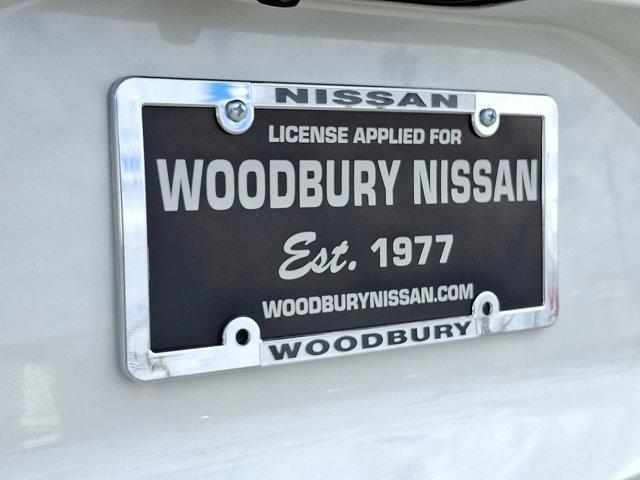 NISSAN
LICENSE APPLIED FOR
WOODBURY NISSAN
Est. 1977
WOODBURYNISSAN.COM
WOODBURY